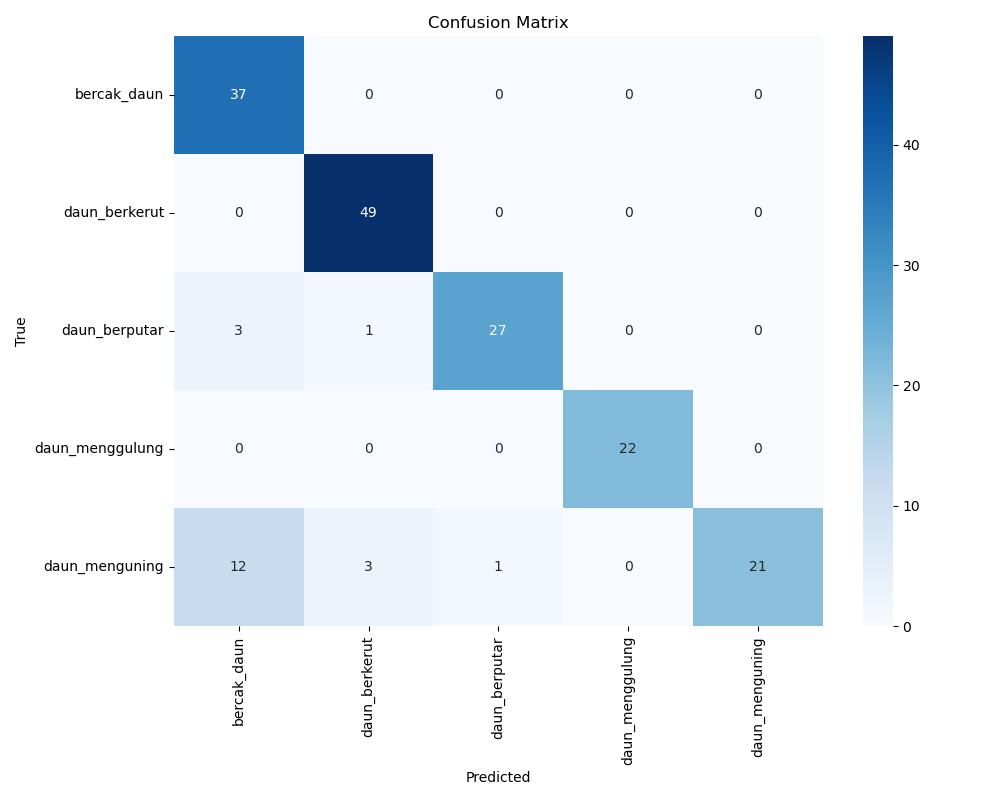 Confusion Matrix
True
bercak_daun 37 0 0 0 0
daun_berkerut 0 49 0 0 0
daun_berputar 3 1 27 0 0
daun_menggulung 0 0 0 22 0
daun_menguning 12 3 1 0 21
bercak_daun
daun_berkerut
daun_berputar
daun_menggulung
daun_menguning
Predicted
40
30
20
10
0